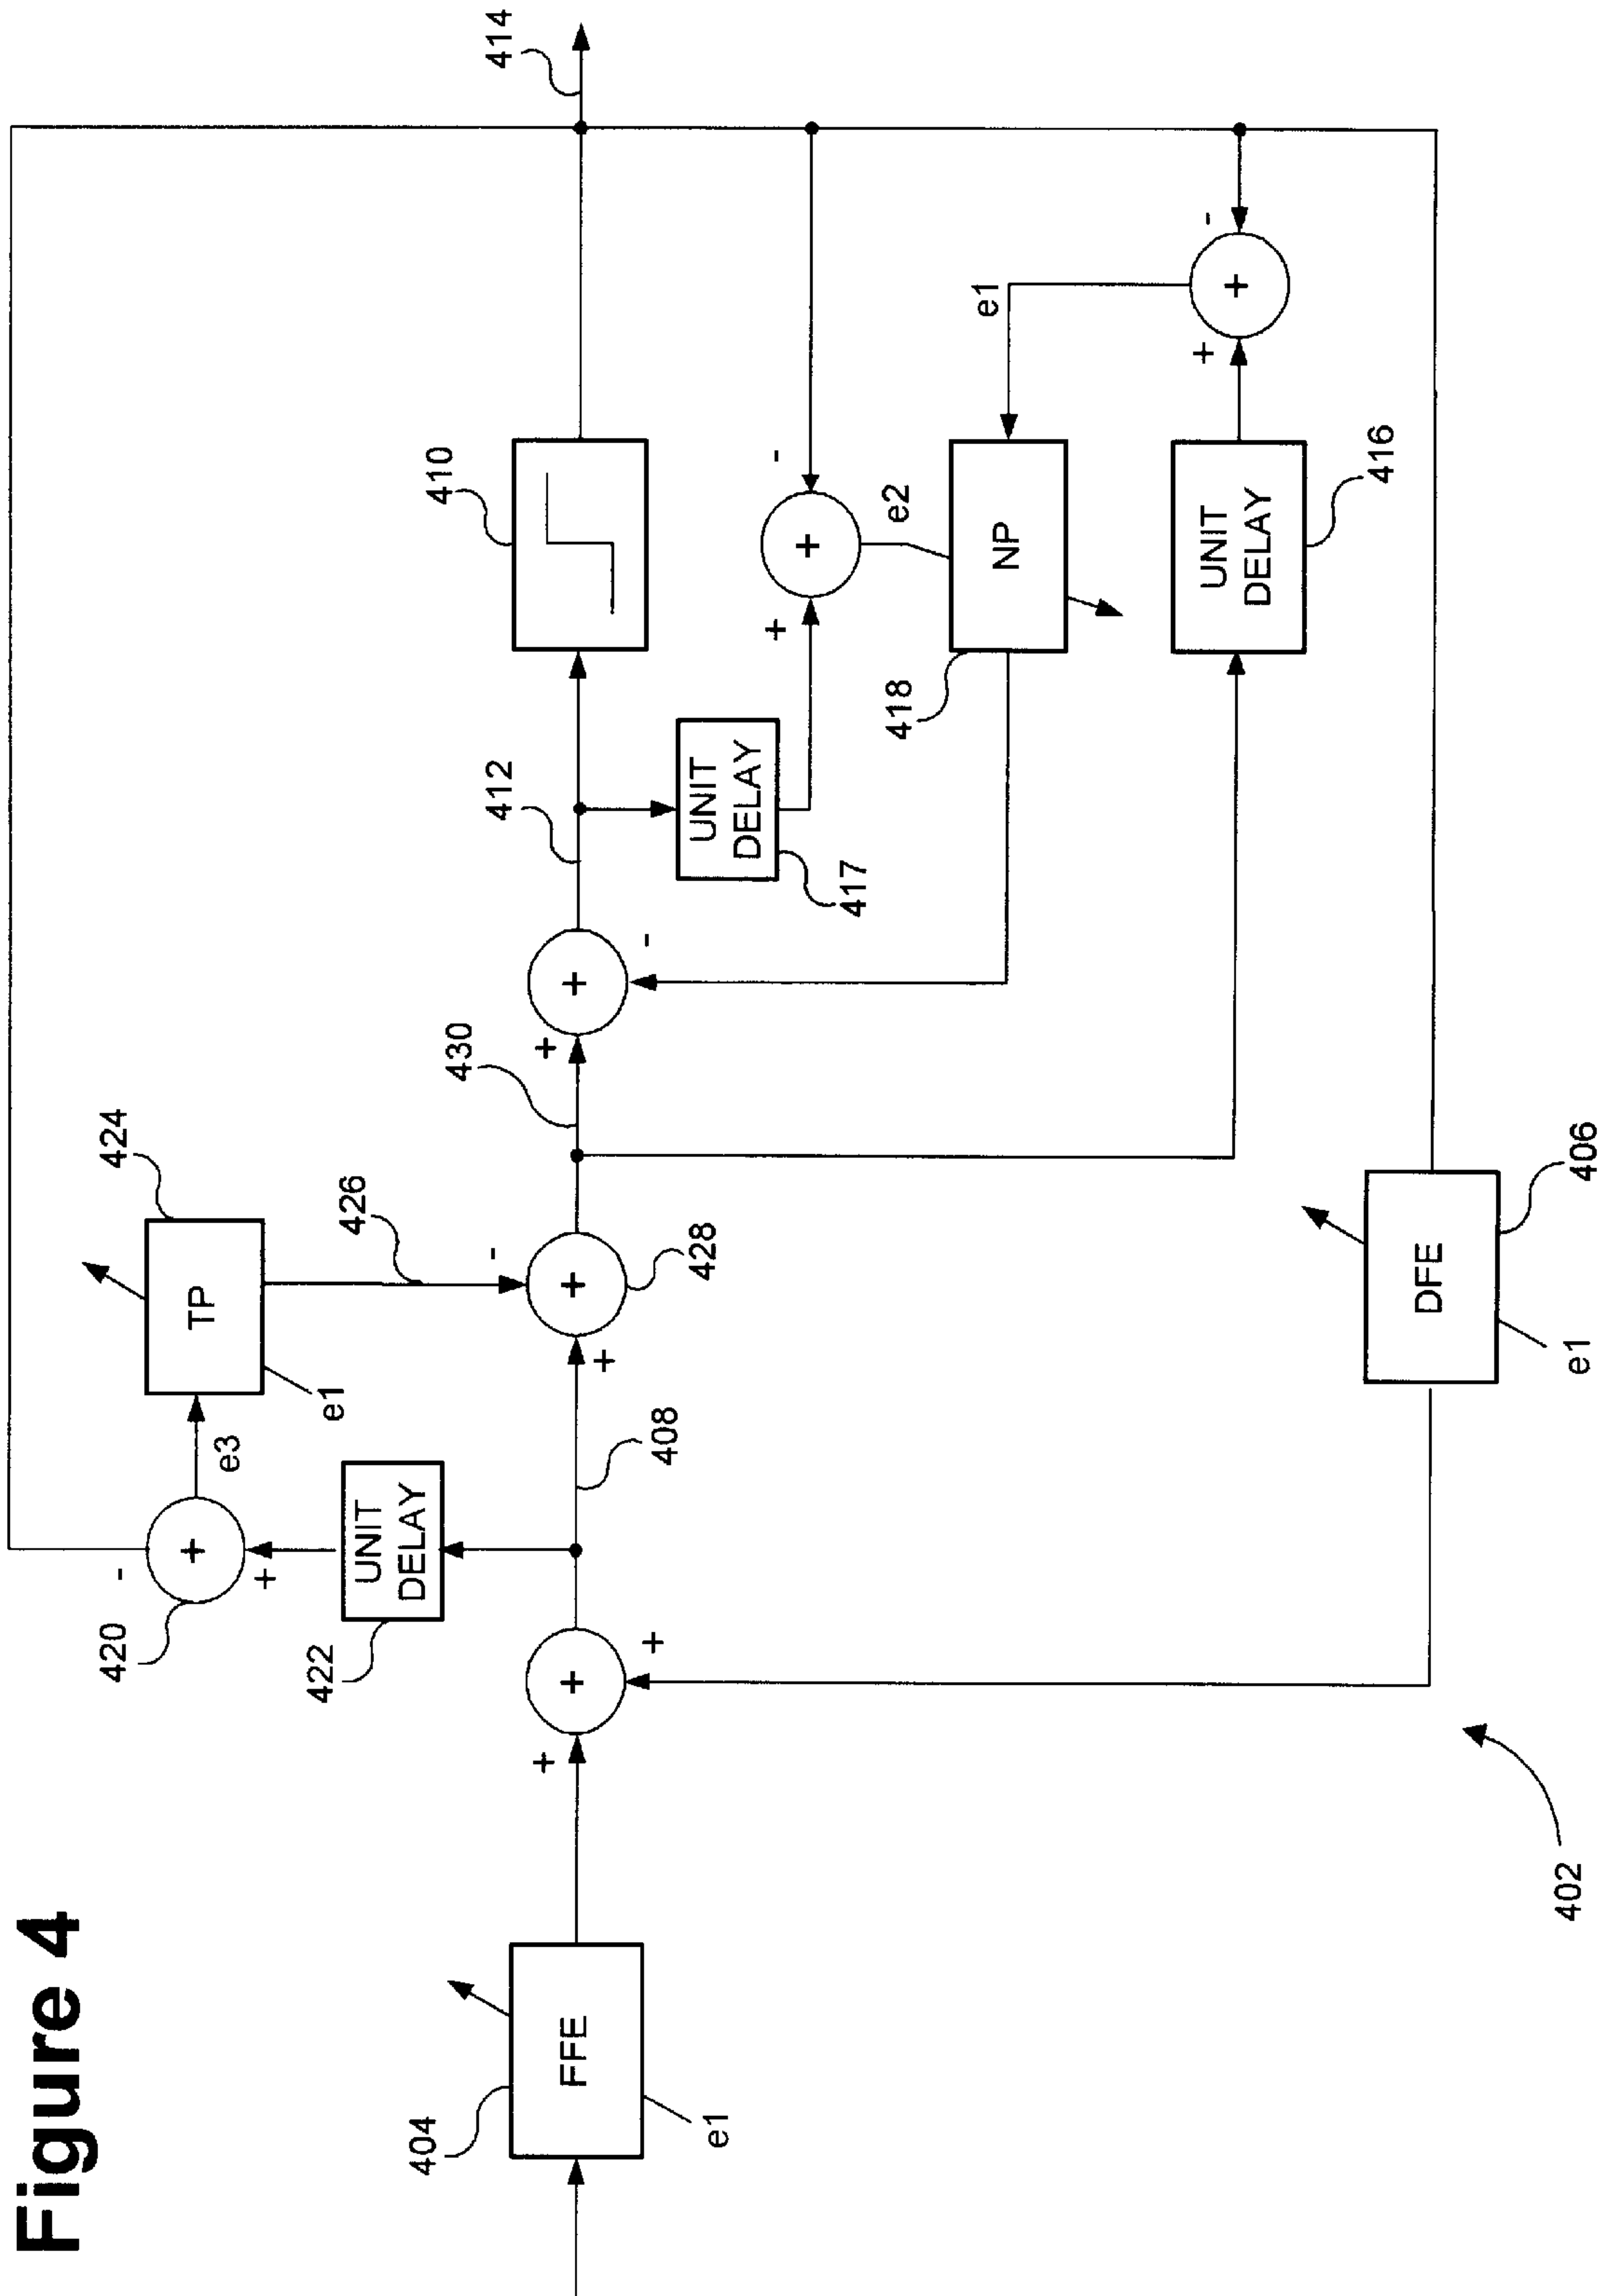 Figure 4
420
-
+
+
e3
424
TP
e1
426
-
422
UNIT
DELAY
404
FFE
e1
+
+
+
408
+
+
428
430
+
+
-
412
410
414
UNIT
DELAY
417
+
-
+
e2
418
NP
e1
+
-
+
UNIT
DELAY
416
DFE
e1
406
402